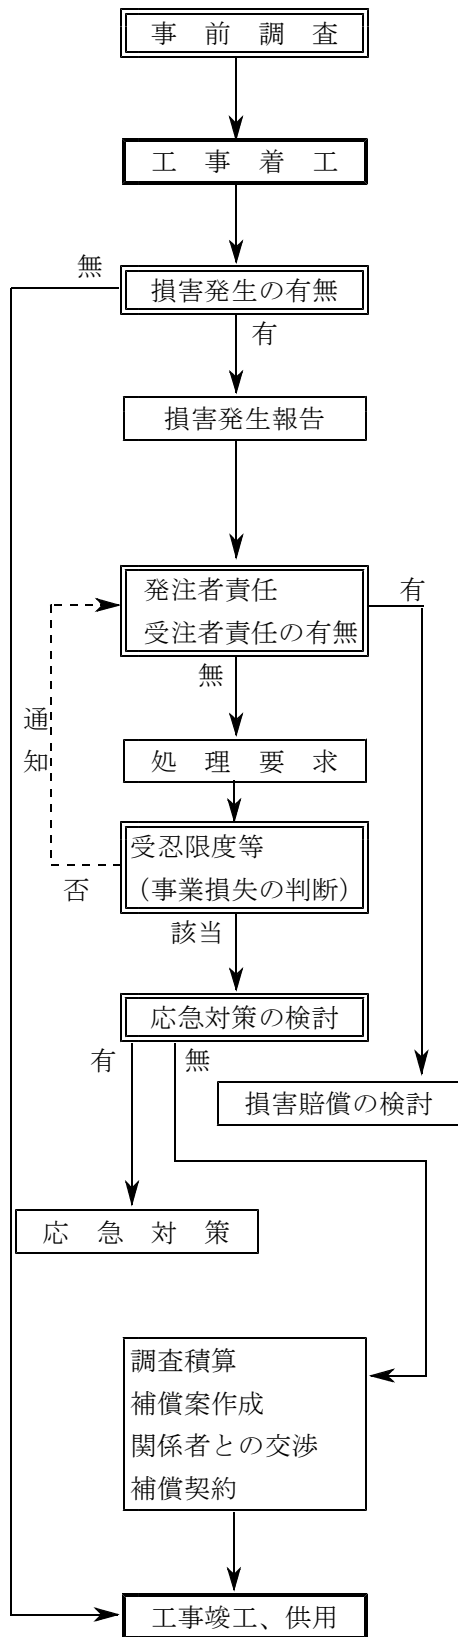 事　前　調　査
工　事　着　工
無
損害発生の有無
有
損害発生報告
発注者責任
有
受注者責任の有無
無
通
知
処　理　要　求
受忍限度等
（事業損失の判断）
否
該当
応急対策の検討
有
無
損害賠償の検討
応　急　対　策
調査積算
補償案作成
関係者との交渉
補償契約
工事竣工、供用